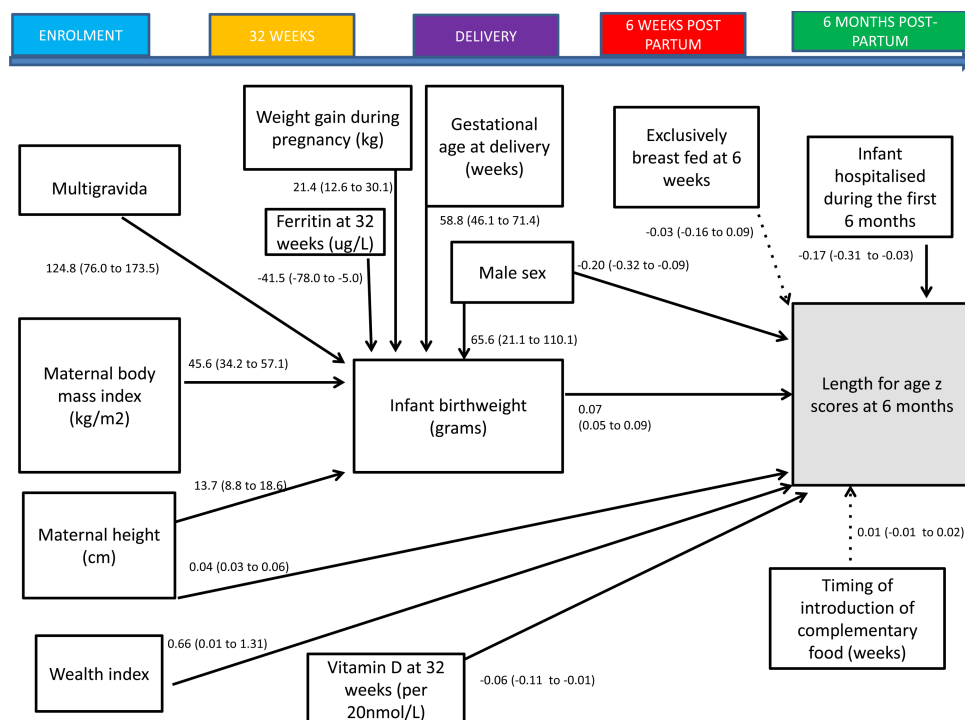 ENROLMENT
32 WEEKS
DELIVERY
6 WEEKS POST
PARTUM
6 MONTHS POST-
PARTUM
Weight gain during
pregnancy (kg)
Gestational
age at delivery
(weeks)
Exclusively
breast fed at 6
weeks
Infant
hospitalised
during the first
6 months
Multigravida
21.4 (12.6 to 30.1)
58.8 (46.1 to 71.4)
Ferritin at 32
weeks (ug/L)
-0.03 (-0.16 to 0.09)
-0.17 (-0.31 to -0.03)
124.8 (76.0 to 173.5)
-41.5 (-78.0 to -5.0)
Male sex
-0.20 (-0.32 to -0.09)
65.6 (21.1 to 110.1)
Maternal body
mass index
(kg/m2)
45.6 (34.2 to 57.1)
Infant birthweight
(grams)
0.07
(0.05 to 0.09)
Length for age z
scores at 6 months
13.7 (8.8 to 18.6)
Maternal height
(cm)
0.04 (0.03 to 0.06)
0.01 (-0.01 to 0.02)
Timing of
introduction of
complementary
food (weeks)
0.66 (0.01 to 1.31)
Wealth index
Vitamin D at 32
weeks (per
20nmol/L)
-0.06 (-0.11 to -0.01)